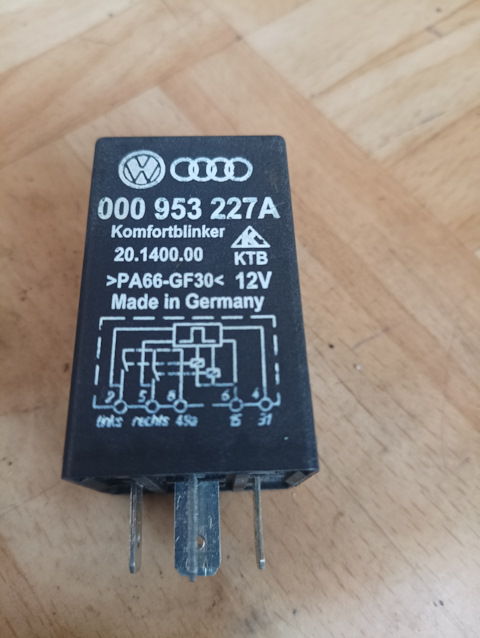 000 953 227A
Komfortblinker
20.1400.00 KTB
>PA66-GF30< 12V
Made in Germany
2 5 8 6 4
links rechts 49a 15 31